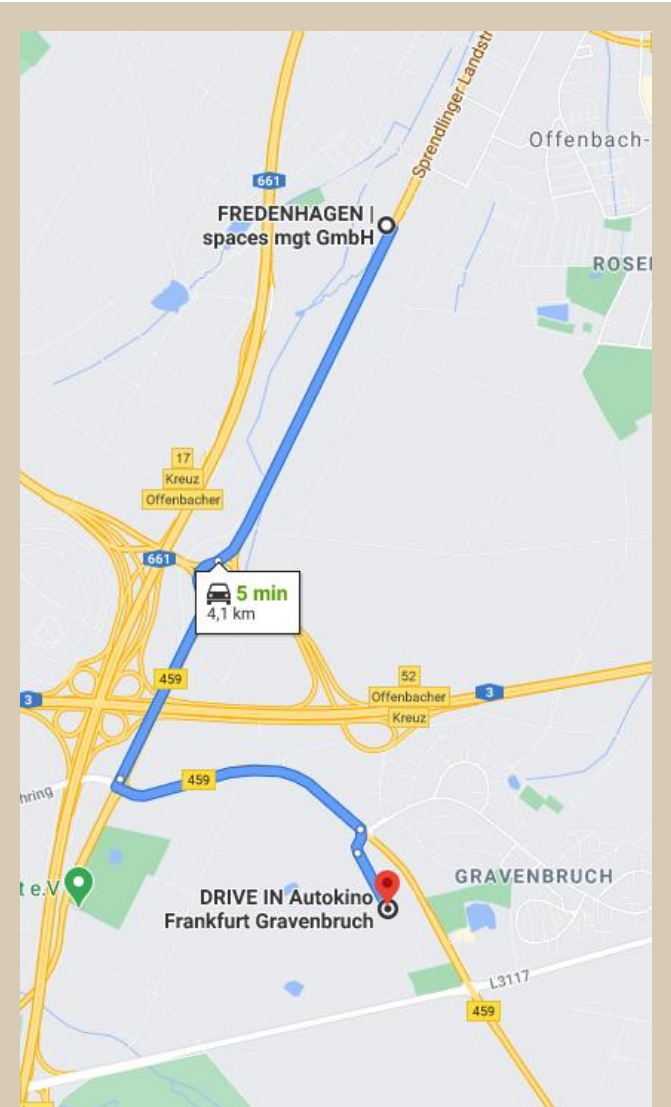 Sprendlinger Landstr
Offenbach-
661
FREDENHAGEN |
spaces mgt GmbH
ROSE
17
Kreuz
Offenbacher
661
5 min
4,1 km
459
52
Offenbacher
Kreuz
3
3
459
hring
t e.V
GRAVENBRUCH
DRIVE IN Autokino
Frankfurt Gravenbruch
L3117
459